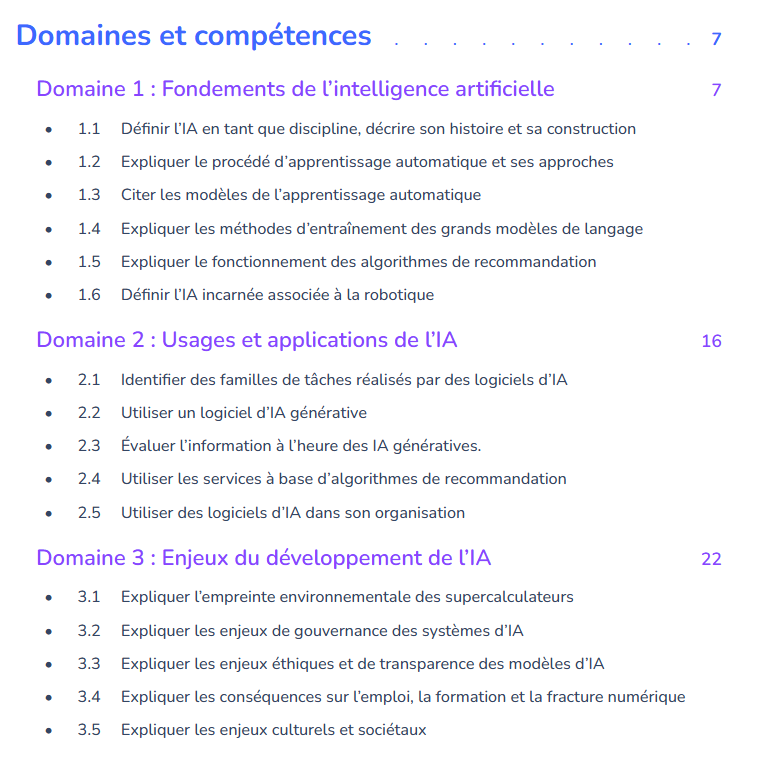 Domaines et compétences . . . . . . . . . . . 7
Domaine 1 : Fondements de l’intelligence artificielle 7
• 1.1 Définir l’IA en tant que discipline, décrire son histoire et sa construction
• 1.2 Expliquer le procédé d’apprentissage automatique et ses approches
• 1.3 Citer les modèles de l’apprentissage automatique
• 1.4 Expliquer les méthodes d’entraînement des grands modèles de langage
• 1.5 Expliquer le fonctionnement des algorithmes de recommandation
• 1.6 Définir l’IA incarnée associée à la robotique
Domaine 2 : Usages et applications de l’IA 16
• 2.1 Identifier des familles de tâches réalisés par des logiciels d’IA
• 2.2 Utiliser un logiciel d’IA générative
• 2.3 Évaluer l’information à l’heure des IA génératives.
• 2.4 Utiliser les services à base d’algorithmes de recommandation
• 2.5 Utiliser des logiciels d’IA dans son organisation
Domaine 3 : Enjeux du développement de l’IA 22
• 3.1 Expliquer l’empreinte environnementale des supercalculateurs
• 3.2 Expliquer les enjeux de gouvernance des systèmes d’IA
• 3.3 Expliquer les enjeux éthiques et de transparence des modèles d’IA
• 3.4 Expliquer les conséquences sur l’emploi, la formation et la fracture numérique
• 3.5 Expliquer les enjeux culturels et sociétaux